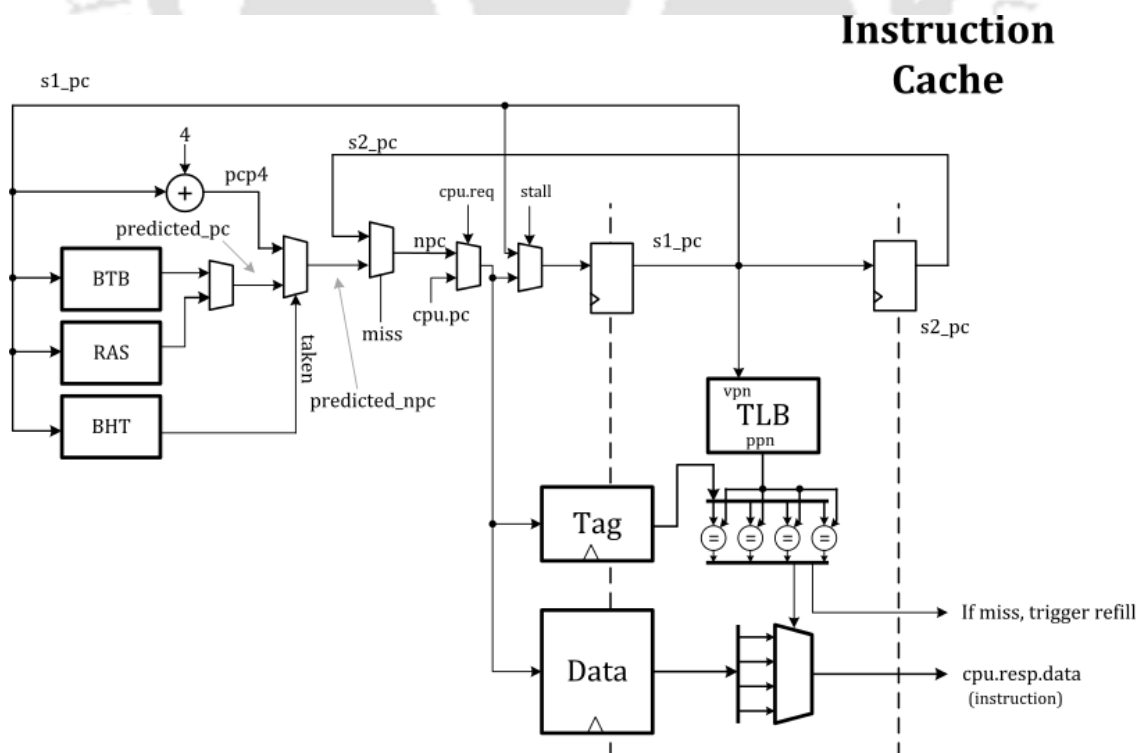 Instruction
Cache
s1_pc
4
s2_pc
pcp4
cpu.req
stall
predicted_pc
npc
s1_pc
BTB
cpu.pc
miss
s2_pc
RAS
taken
predicted_npc
BHT
vpn
TLB
ppn
Tag
= = = =
If miss, trigger refill
Data
cpu.resp.data
(instruction)
+